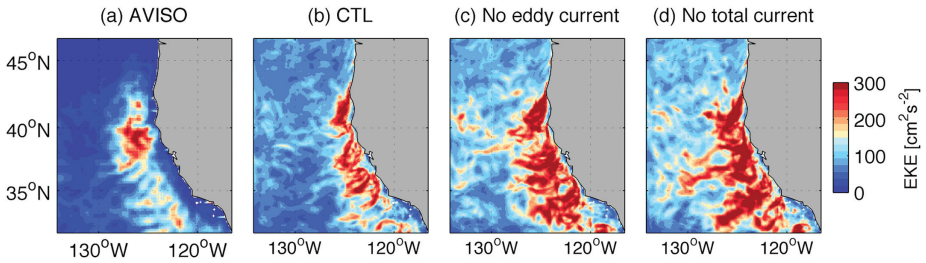 (a) AVISO
(b) CTL
(c) No eddy current
(d) No total current
45°N
40°N
35°N
130°W 120°W
130°W 120°W
130°W 120°W
130°W 120°W
300
200
100
0
EKE [cm²s⁻²]